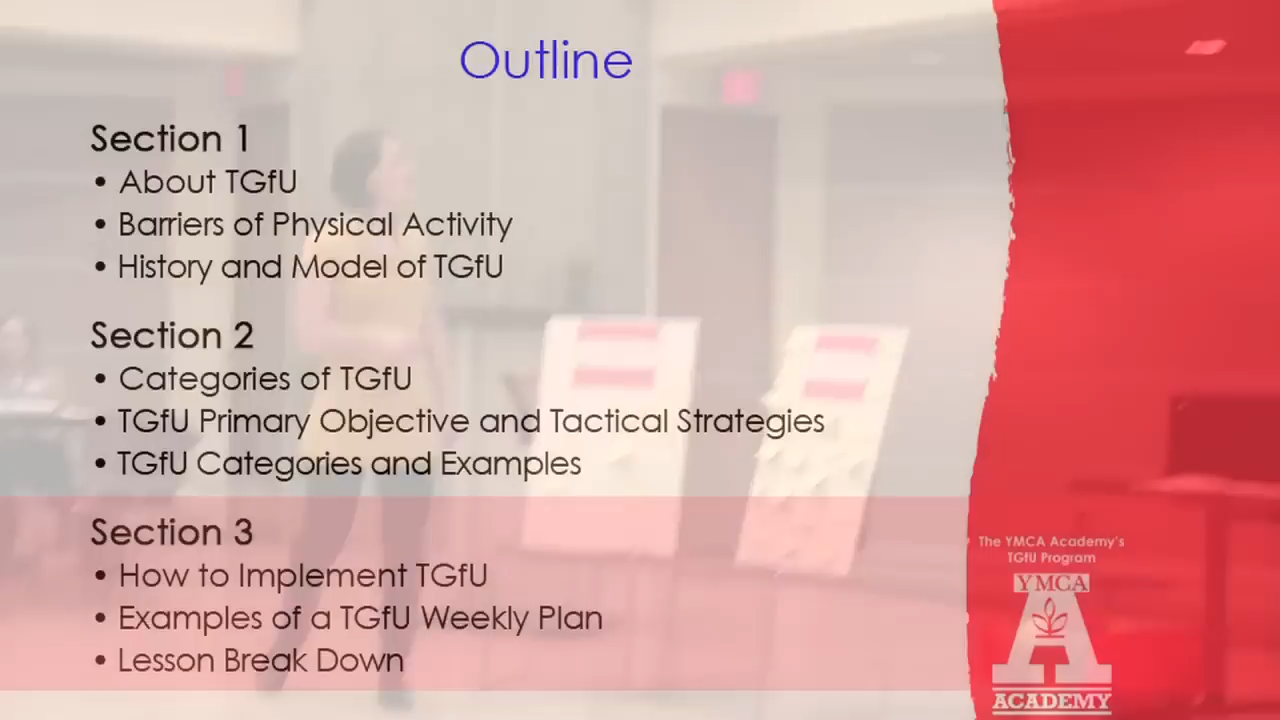 Outline
Section 1
• About TGfU
• Barriers of Physical Activity
• History and Model of TGfU
Section 2
• Categories of TGfU
• TGfU Primary Objective and Tactical Strategies
• TGfU Categories and Examples
Section 3
• How to Implement TGfU
• Examples of a TGfU Weekly Plan
• Lesson Break Down
The YMCA Academy's
TGfU Program
YMCA
A
ACADEMY